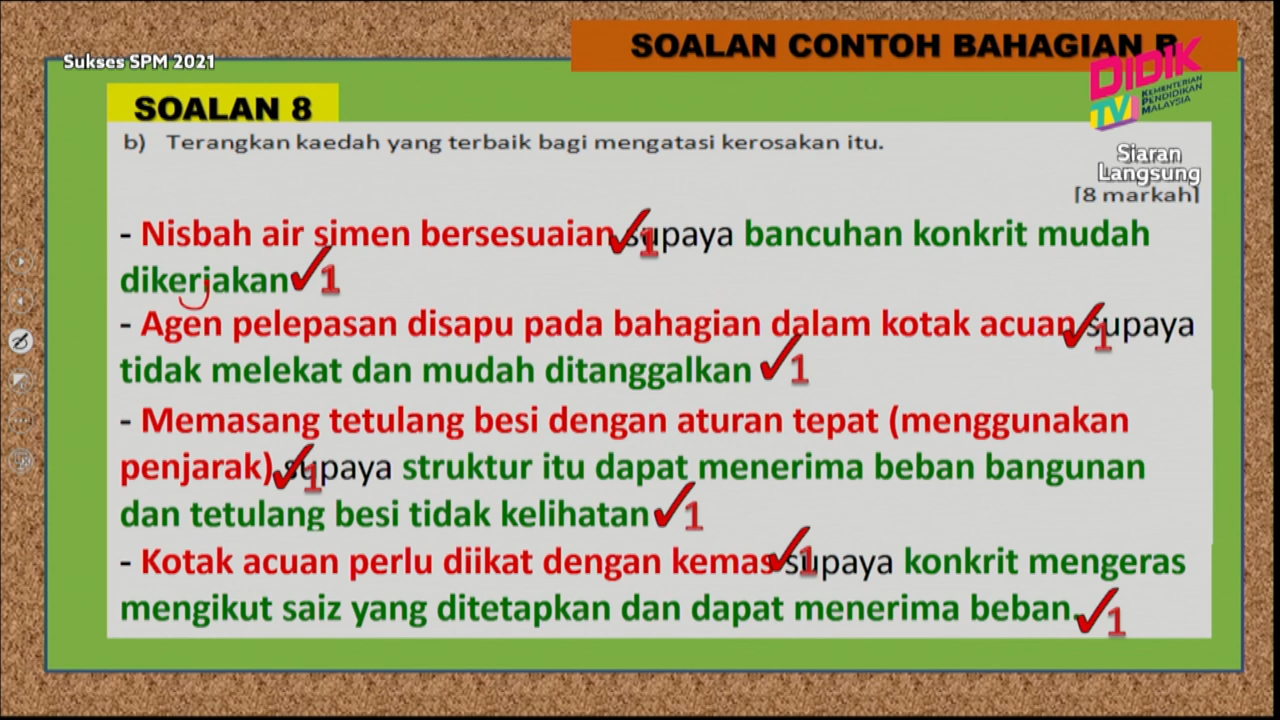 SOALAN CONTOH BAHAGIAN B
Sukses SPM 2021
DIDIK
TV
KEMENTERIAN
PENDIDIKAN
MALAYSIA
SOALAN 8
b) Terangkan kaedah yang terbaik bagi mengatasi kerosakan itu.
Siaran
Langsung
[8 markah]
- Nisbah air simen bersesuaian ✓1 supaya bancuhan konkrit mudah
dikerjakan ✓1
- Agen pelepasan disapu pada bahagian dalam kotak acuan ✓1 supaya
tidak melekat dan mudah ditanggalkan ✓1
- Memasang tetulang besi dengan aturan tepat (menggunakan
penjarak) ✓1 supaya struktur itu dapat menerima beban bangunan
dan tetulang besi tidak kelihatan ✓1
- Kotak acuan perlu diikat dengan kemas ✓1 supaya konkrit mengeras
mengikut saiz yang ditetapkan dan dapat menerima beban. ✓1